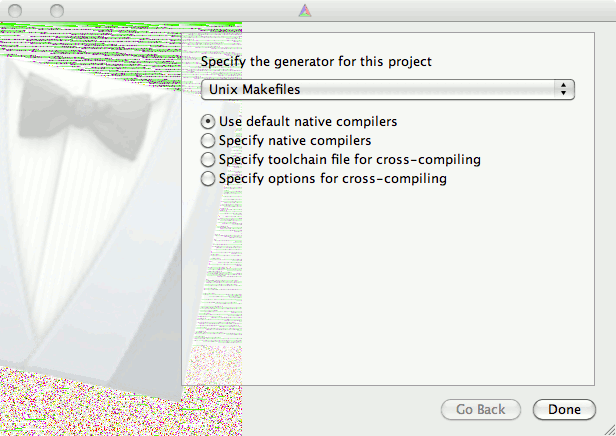 Specify the generator for this project
Unix Makefiles
Use default native compilers
Specify native compilers
Specify toolchain file for cross-compiling
Specify options for cross-compiling
Go Back
Done